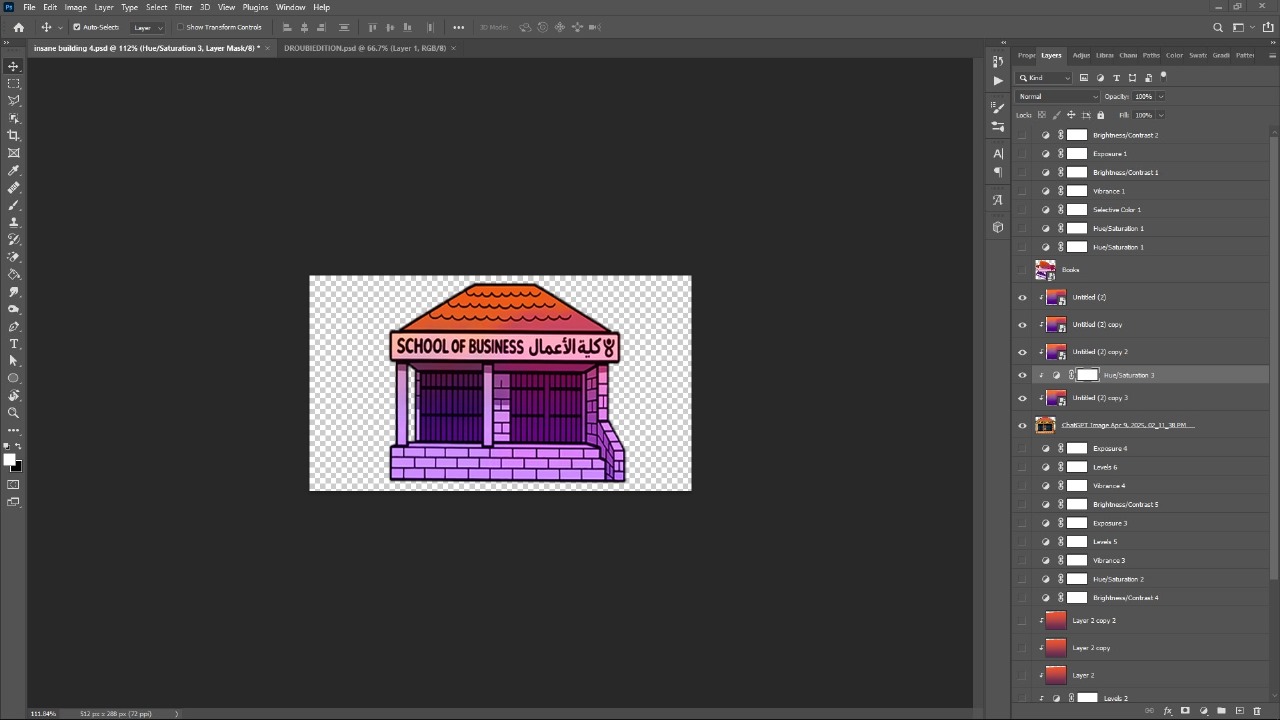 File Edit Image Layer Type Select Filter 3D View Plugins Window Help
Auto-Select: Layer Show Transform Controls 3D Mode:
insane building 4.psd @ 112% (Hue/Saturation 3, Layer Mask/8) * DROUBIEDITION.psd @ 66.7% (Layer 1, RGB/8)
Propi Layers Adjus Librar Chann Paths Color Swatc Gradi Patter
Kind
Normal Opacity: 100%
Lock: Fill: 100%
Brightness/Contrast 2
Exposure 1
Brightness/Contrast 1
Vibrance 1
Selective Color 1
Hue/Saturation 1
Hue/Saturation 1
Books
Untitled (2)
Untitled (2) copy
Untitled (2) copy 2
Hue/Saturation 3
Untitled (2) copy 3
ChatGPT Image Apr 9, 2025, 02_11_38 PM
Exposure 4
Levels 6
Vibrance 4
Brightness/Contrast 5
Exposure 3
Levels 5
Vibrance 3
Hue/Saturation 2
Brightness/Contrast 4
Layer 2 copy 2
Layer 2 copy
Layer 2
Levels 2
SCHOOL OF BUSINESS كلية الأعمال
111.84% 512 px x 288 px (72 ppi)